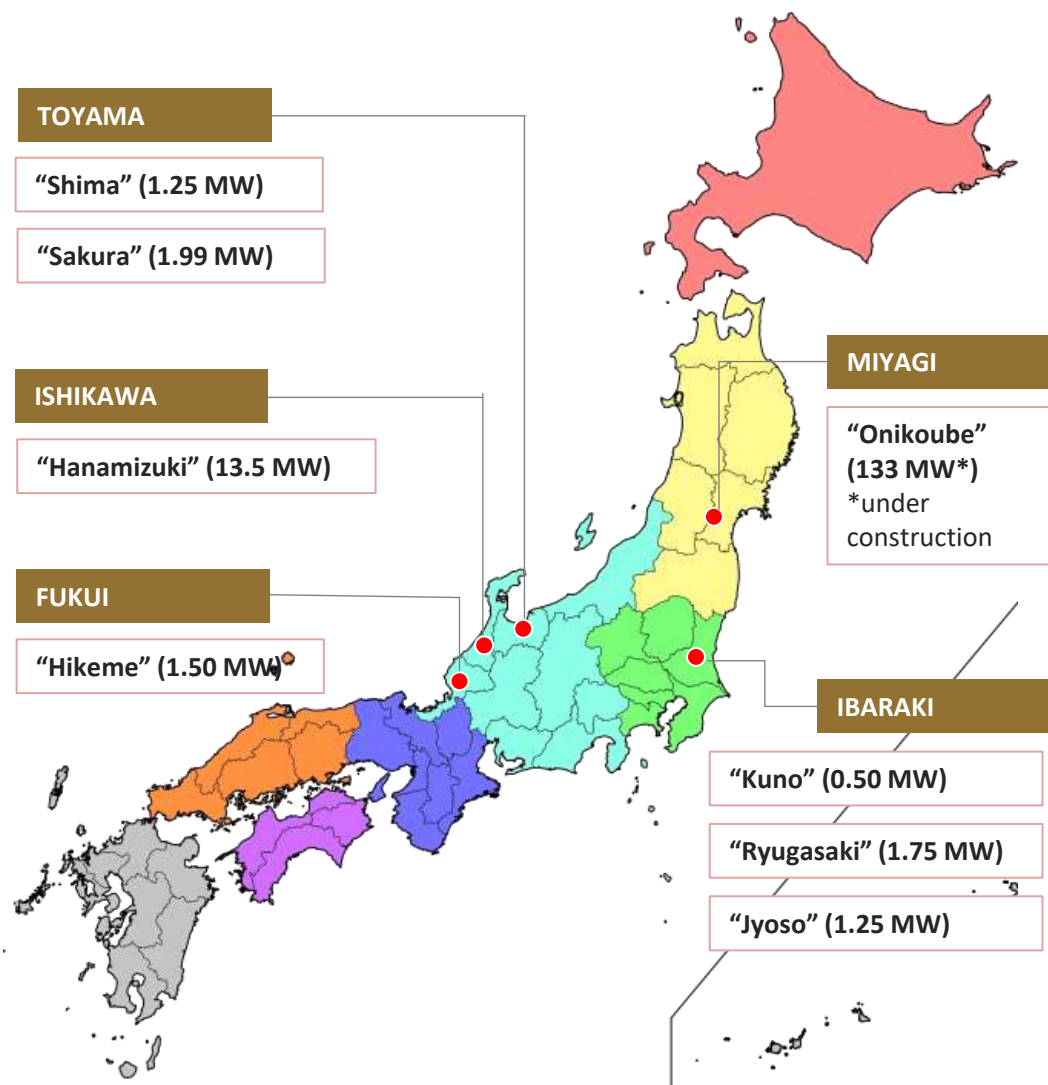 TOYAMA
“Shima” (1.25 MW)
“Sakura” (1.99 MW)
ISHIKAWA
“Hanamizuki” (13.5 MW)
FUKUI
“Hikeme” (1.50 MW)
MIYAGI
“Onikoube”
(133 MW*)
*under
construction
IBARAKI
“Kuno” (0.50 MW)
“Ryugasaki” (1.75 MW)
“Jyoso” (1.25 MW)